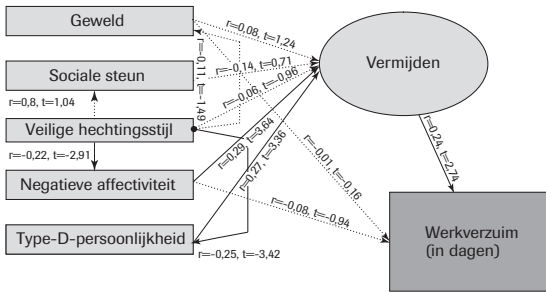 Geweld
r=0,08, t=1,24
Vermijden
r=-0,11, t=-1,49
Sociale steun
r=-0,14, t=0,71
r=-0,06, t=-0,96
r=0,8, t=1,04
Veilige hechtingsstijl
r=0,29, t=3,64
r=0,27, t=3,36
r=0,24, t=2,74
r=-0,22, t=-2,91
r=-0,01, t=-0,16
Negatieve affectiviteit
r=-0,08, t=-0,94
Type-D-persoonlijkheid
r=-0,25, t=-3,42
Werkverzuim
(in dagen)